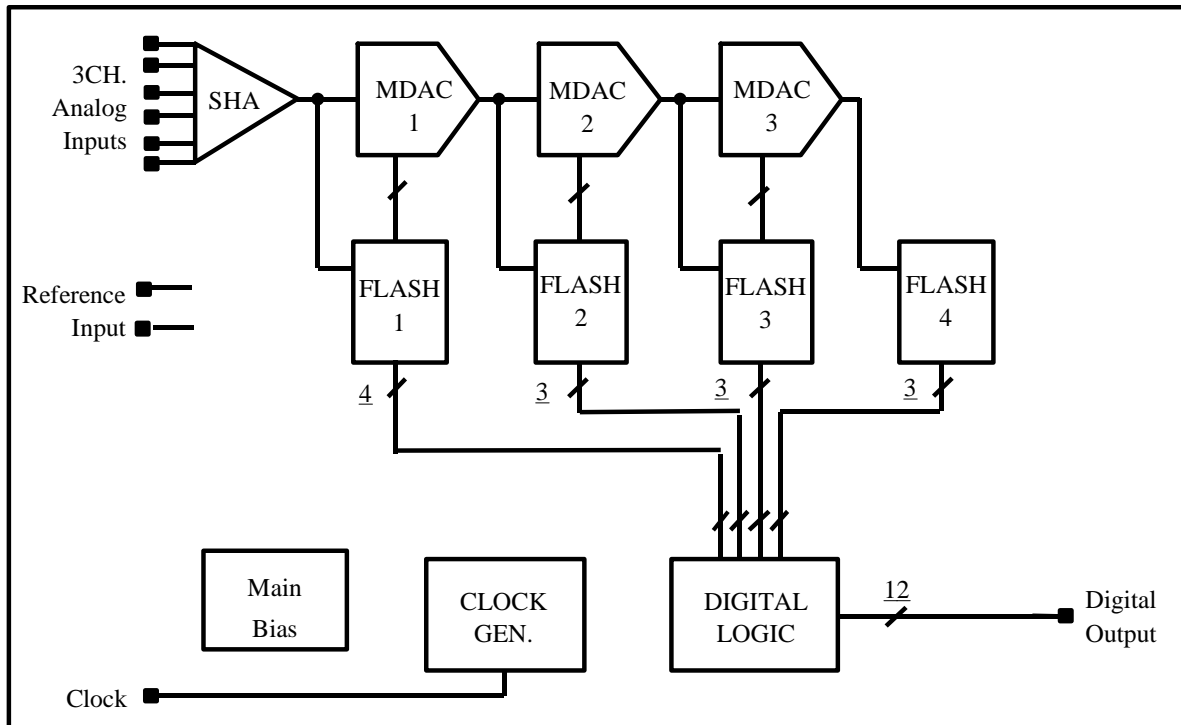 3CH.
Analog
Inputs
SHA
MDAC
1
MDAC
2
MDAC
3
Reference
Input
FLASH
1
FLASH
2
FLASH
3
FLASH
4
4
3
3
3
Main
Bias
CLOCK
GEN.
DIGITAL
LOGIC
12
Digital
Output
Clock